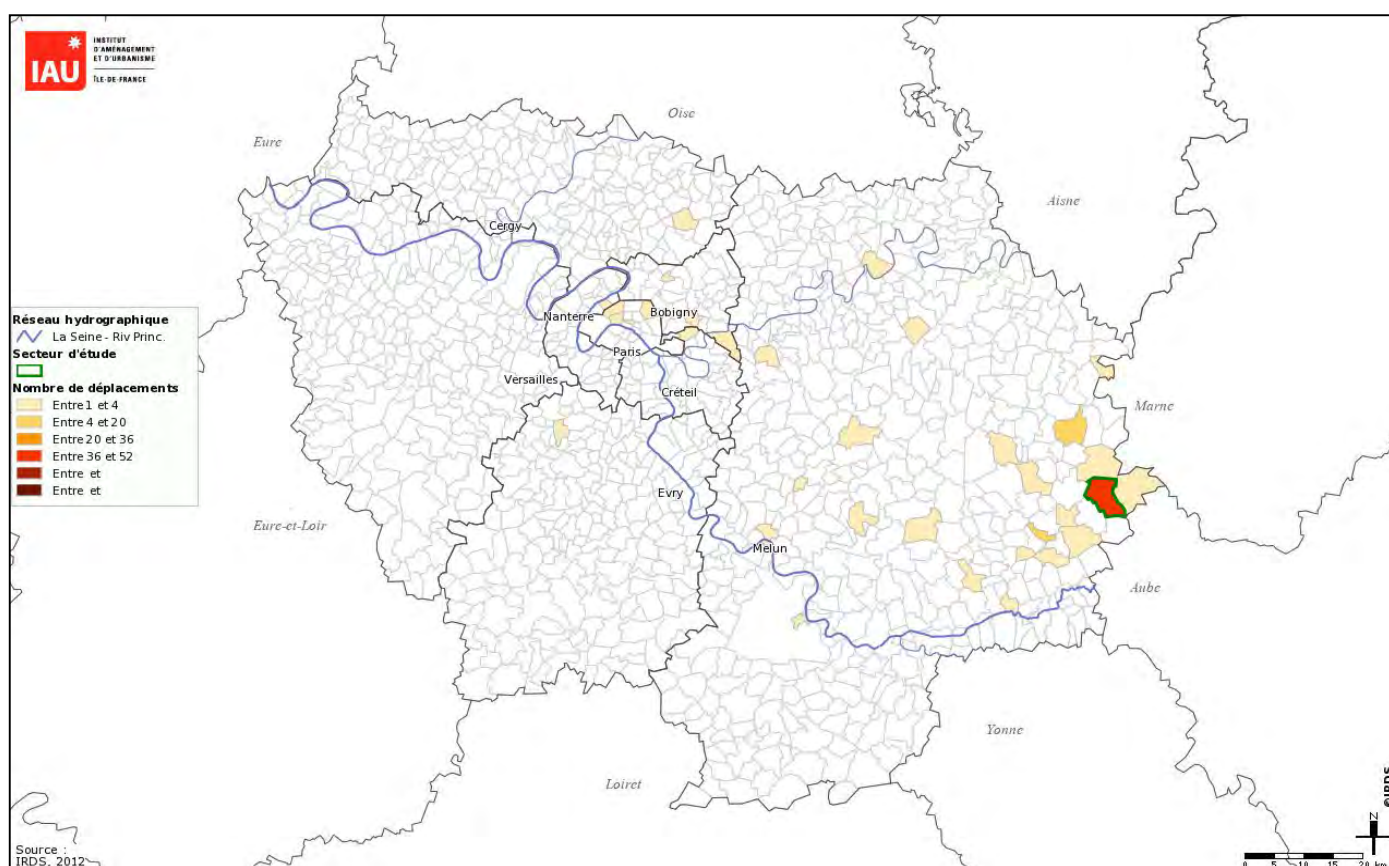 IAU
INSTITUT
D'AMÉNAGEMENT
ET D'URBANISME
ÎLE-DE-FRANCE
Oise
Eure
Aisne
Cergy
Réseau hydrographique
La Seine - Riv Princ.
Secteur d'étude
Nombre de déplacements
Entre 1 et 4
Entre 4 et 20
Entre 20 et 36
Entre 36 et 52
Entre et
Entre et
Nanterre
Bobigny
Paris
Versailles
Créteil
Marne
Evry
Eure-et-Loir
Melun
Aube
Yonne
Loiret
©IRDS
N
Source :
IRDS, 2012
0 5 10 15 20 km